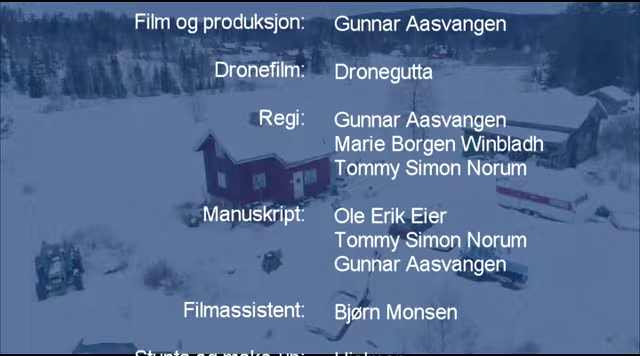 Film og produksjon: Gunnar Aasvangen
Dronefilm: Dronegutta
Regi: Gunnar Aasvangen
Marie Borgen Winbladh
Tommy Simon Norum
Manuskript: Ole Erik Eier
Tommy Simon Norum
Gunnar Aasvangen
Filmassistent: Bjørn Monsen